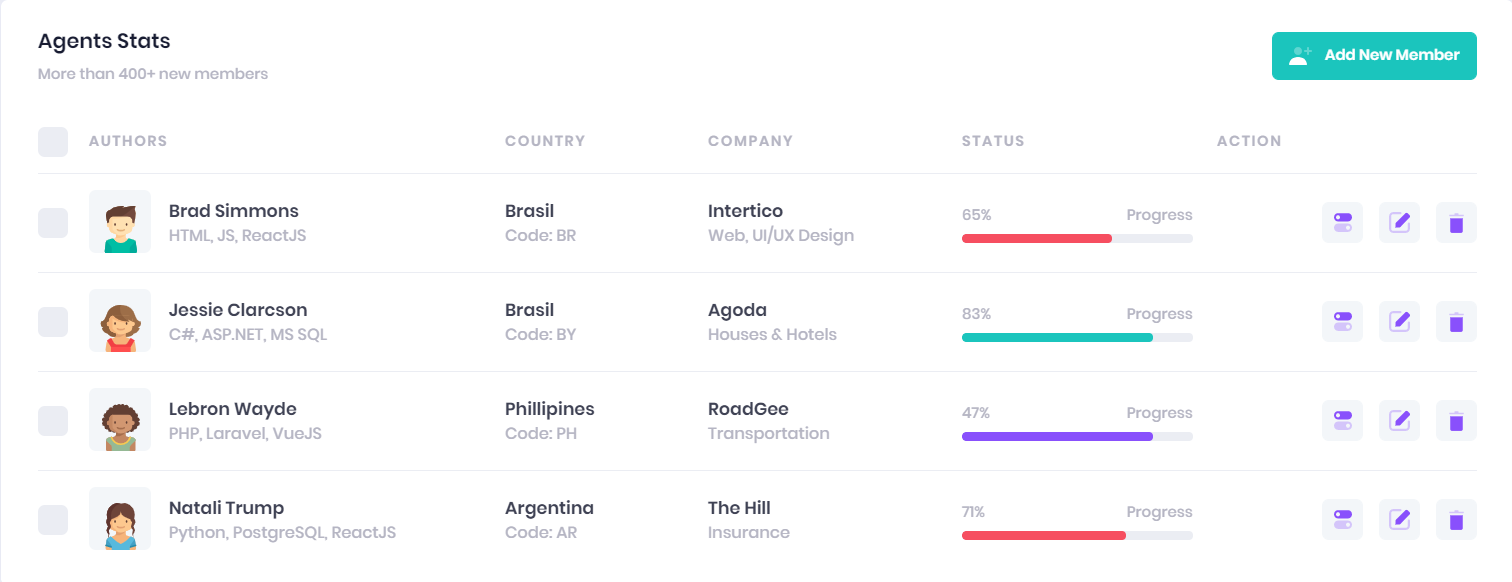 Agents Stats
More than 400+ new members
Add New Member
AUTHORS COUNTRY COMPANY STATUS ACTION
Brad Simmons Brasil Intertico
HTML, JS, ReactJS Code: BR Web, UI/UX Design
65% Progress
Jessie Clarcson Brasil Agoda
C#, ASP.NET, MS SQL Code: BY Houses & Hotels
83% Progress
Lebron Wayde Phillipines RoadGee
PHP, Laravel, VueJS Code: PH Transportation
47% Progress
Natali Trump Argentina The Hill
Python, PostgreSQL, ReactJS Code: AR Insurance
71% Progress